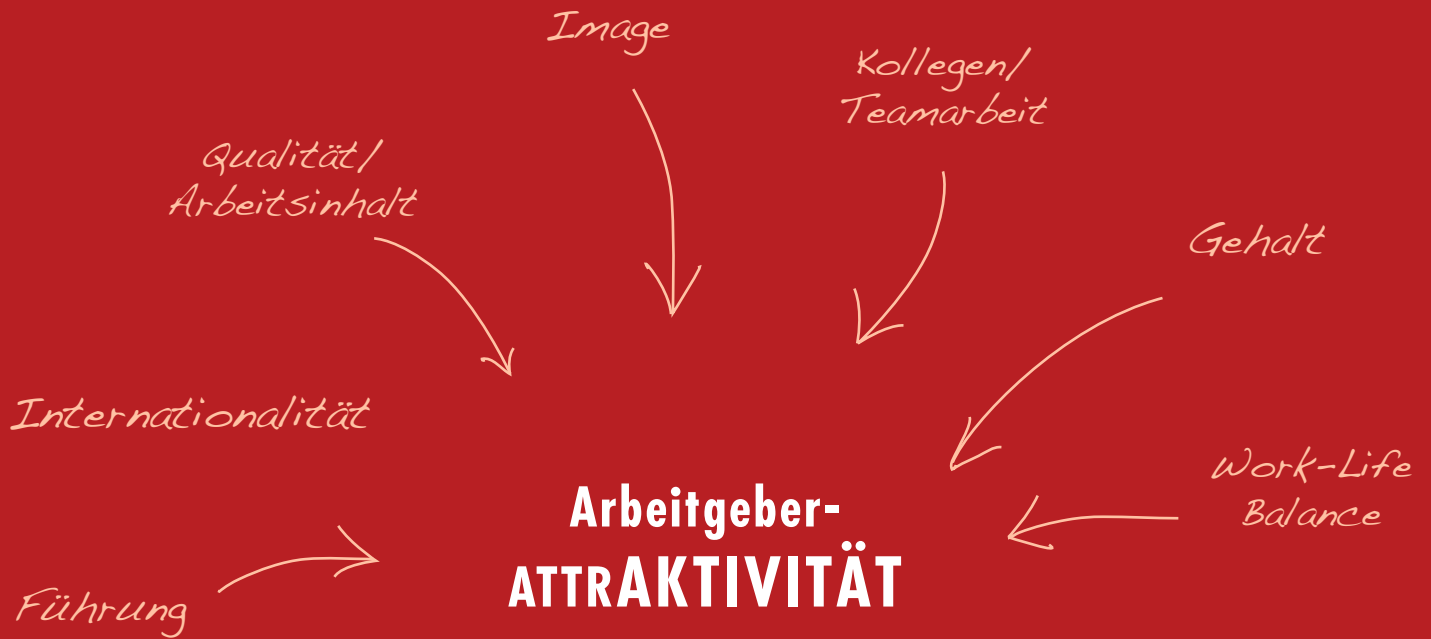 Image
Kollegen/
Teamarbeit
Qualität/
Arbeitsinhalt
Gehalt
Internationalität
Work-Life
Balance
Arbeitgeber-
ATTRAKTIVITÄT
Führung